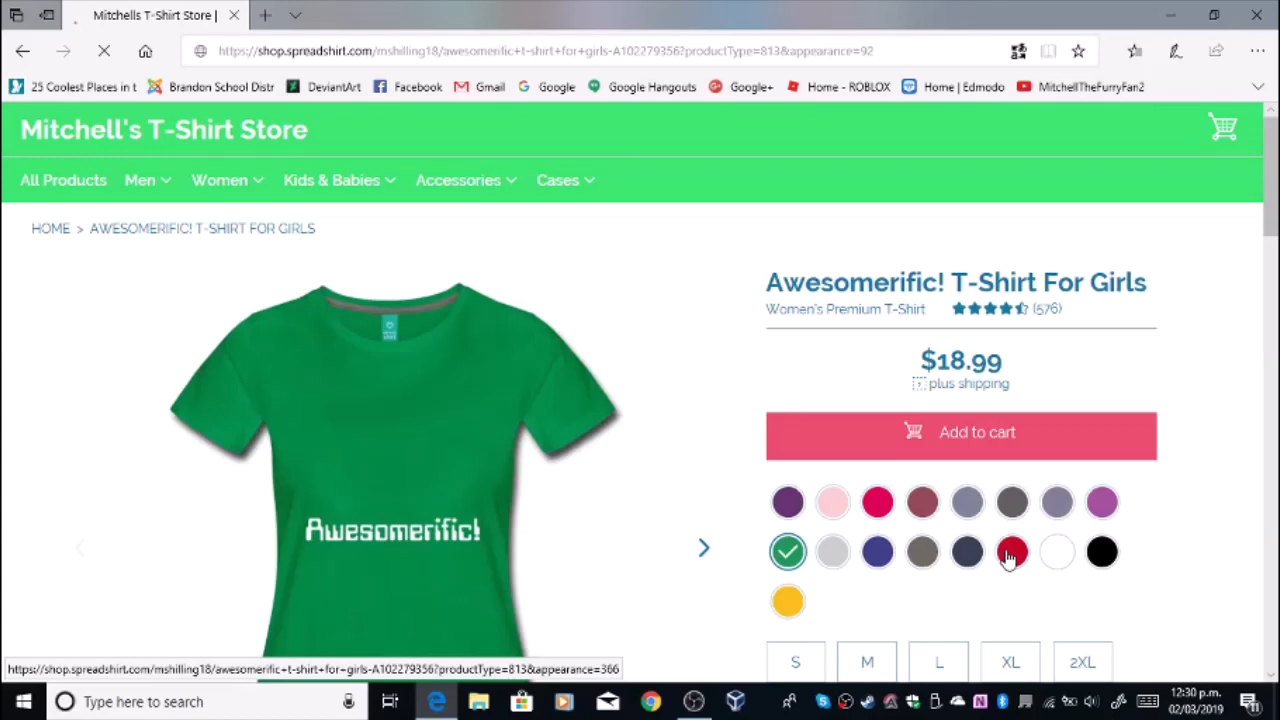 Mitchells T-Shirt Store |
https://shop.spreadshirt.com/mshilling18/awesomerific+t-shirt+for+girls-A102279356?productType=813&appearance=92
25 Coolest Places in t
Brandon School Distr
DeviantArt
Facebook
Gmail
Google
Google Hangouts
Google+
Home - ROBLOX
Home | Edmodo
MitchellTheFurryFan2
Mitchell's T-Shirt Store
All Products
Men
Women
Kids & Babies
Accessories
Cases
HOME > AWESOMERIFIC! T-SHIRT FOR GIRLS
Awesomerific! T-Shirt For Girls
Women's Premium T-Shirt (576)
$18.99
plus shipping
Add to cart
Awesomerific!
S M L XL 2XL
https://shop.spreadshirt.com/mshilling18/awesomerific+t-shirt+for+girls-A102279356?productType=813&appearance=366
Type here to search
12:30 p.m.
02/03/2019